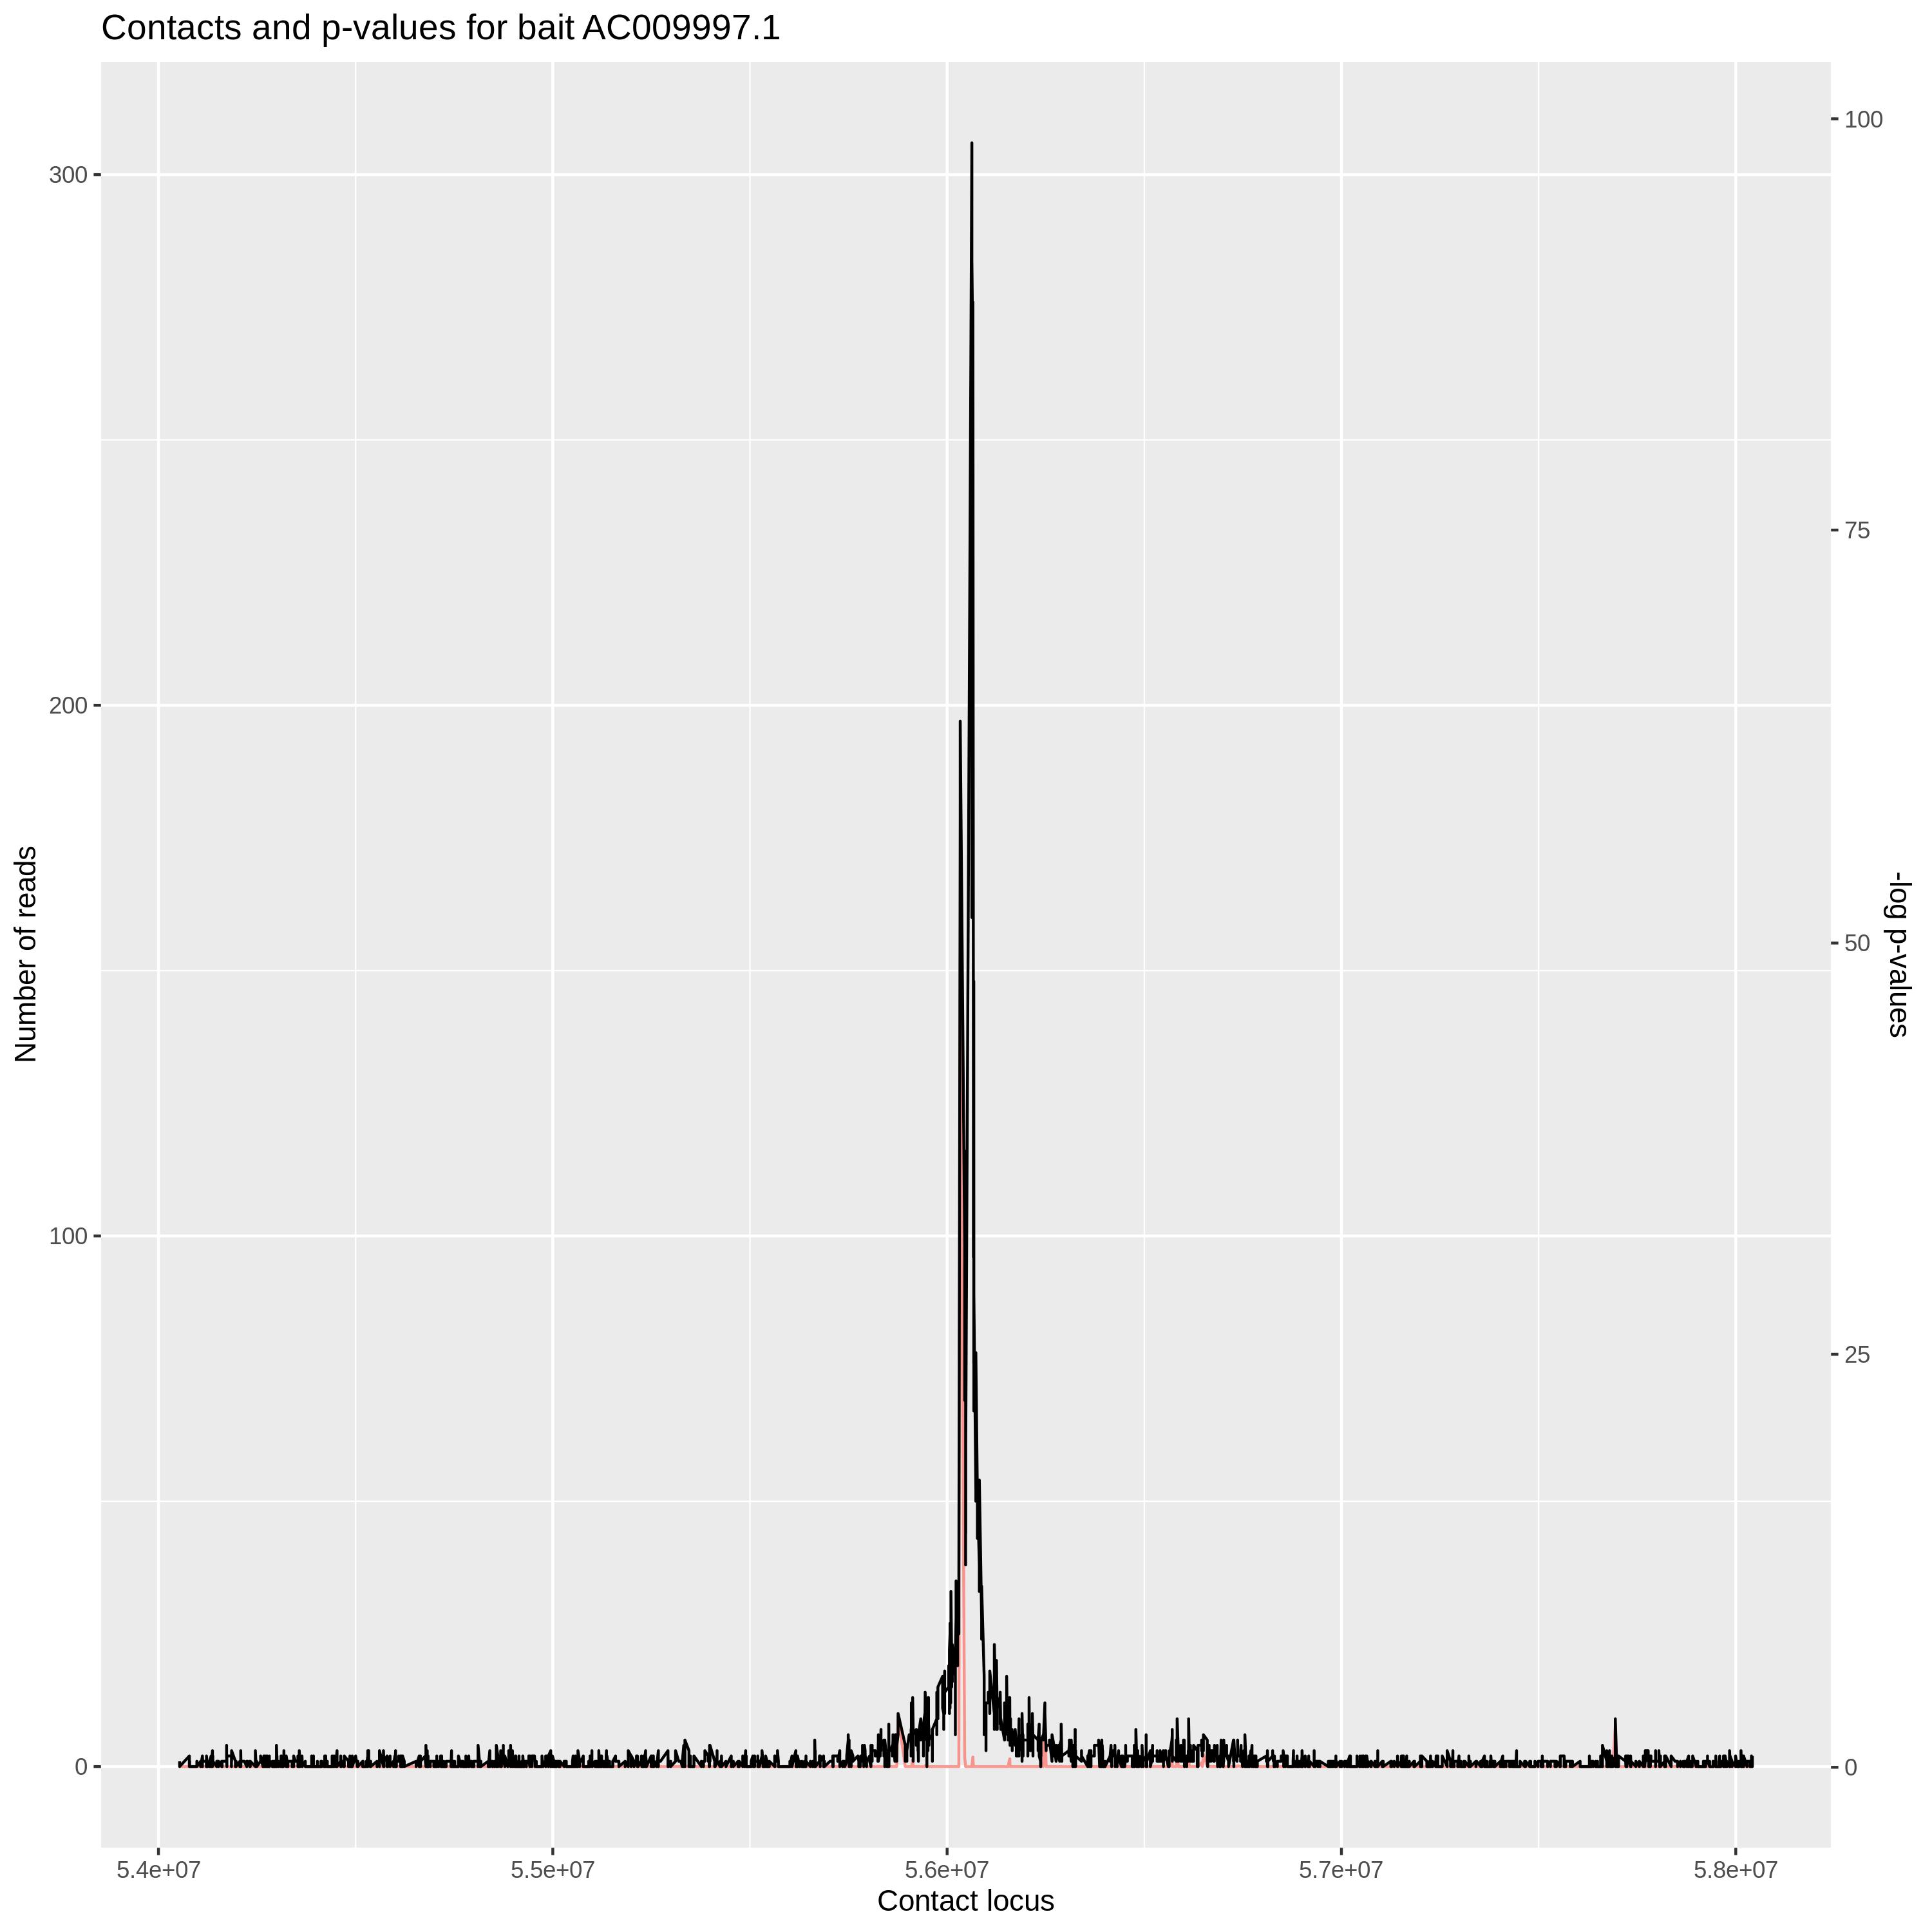 Contacts and p-values for bait AC009997.1
Number of reads
300
200
100
0
100
75
50
25
0
-log p-values
5.4e+07
5.5e+07
5.6e+07
5.7e+07
5.8e+07
Contact locus